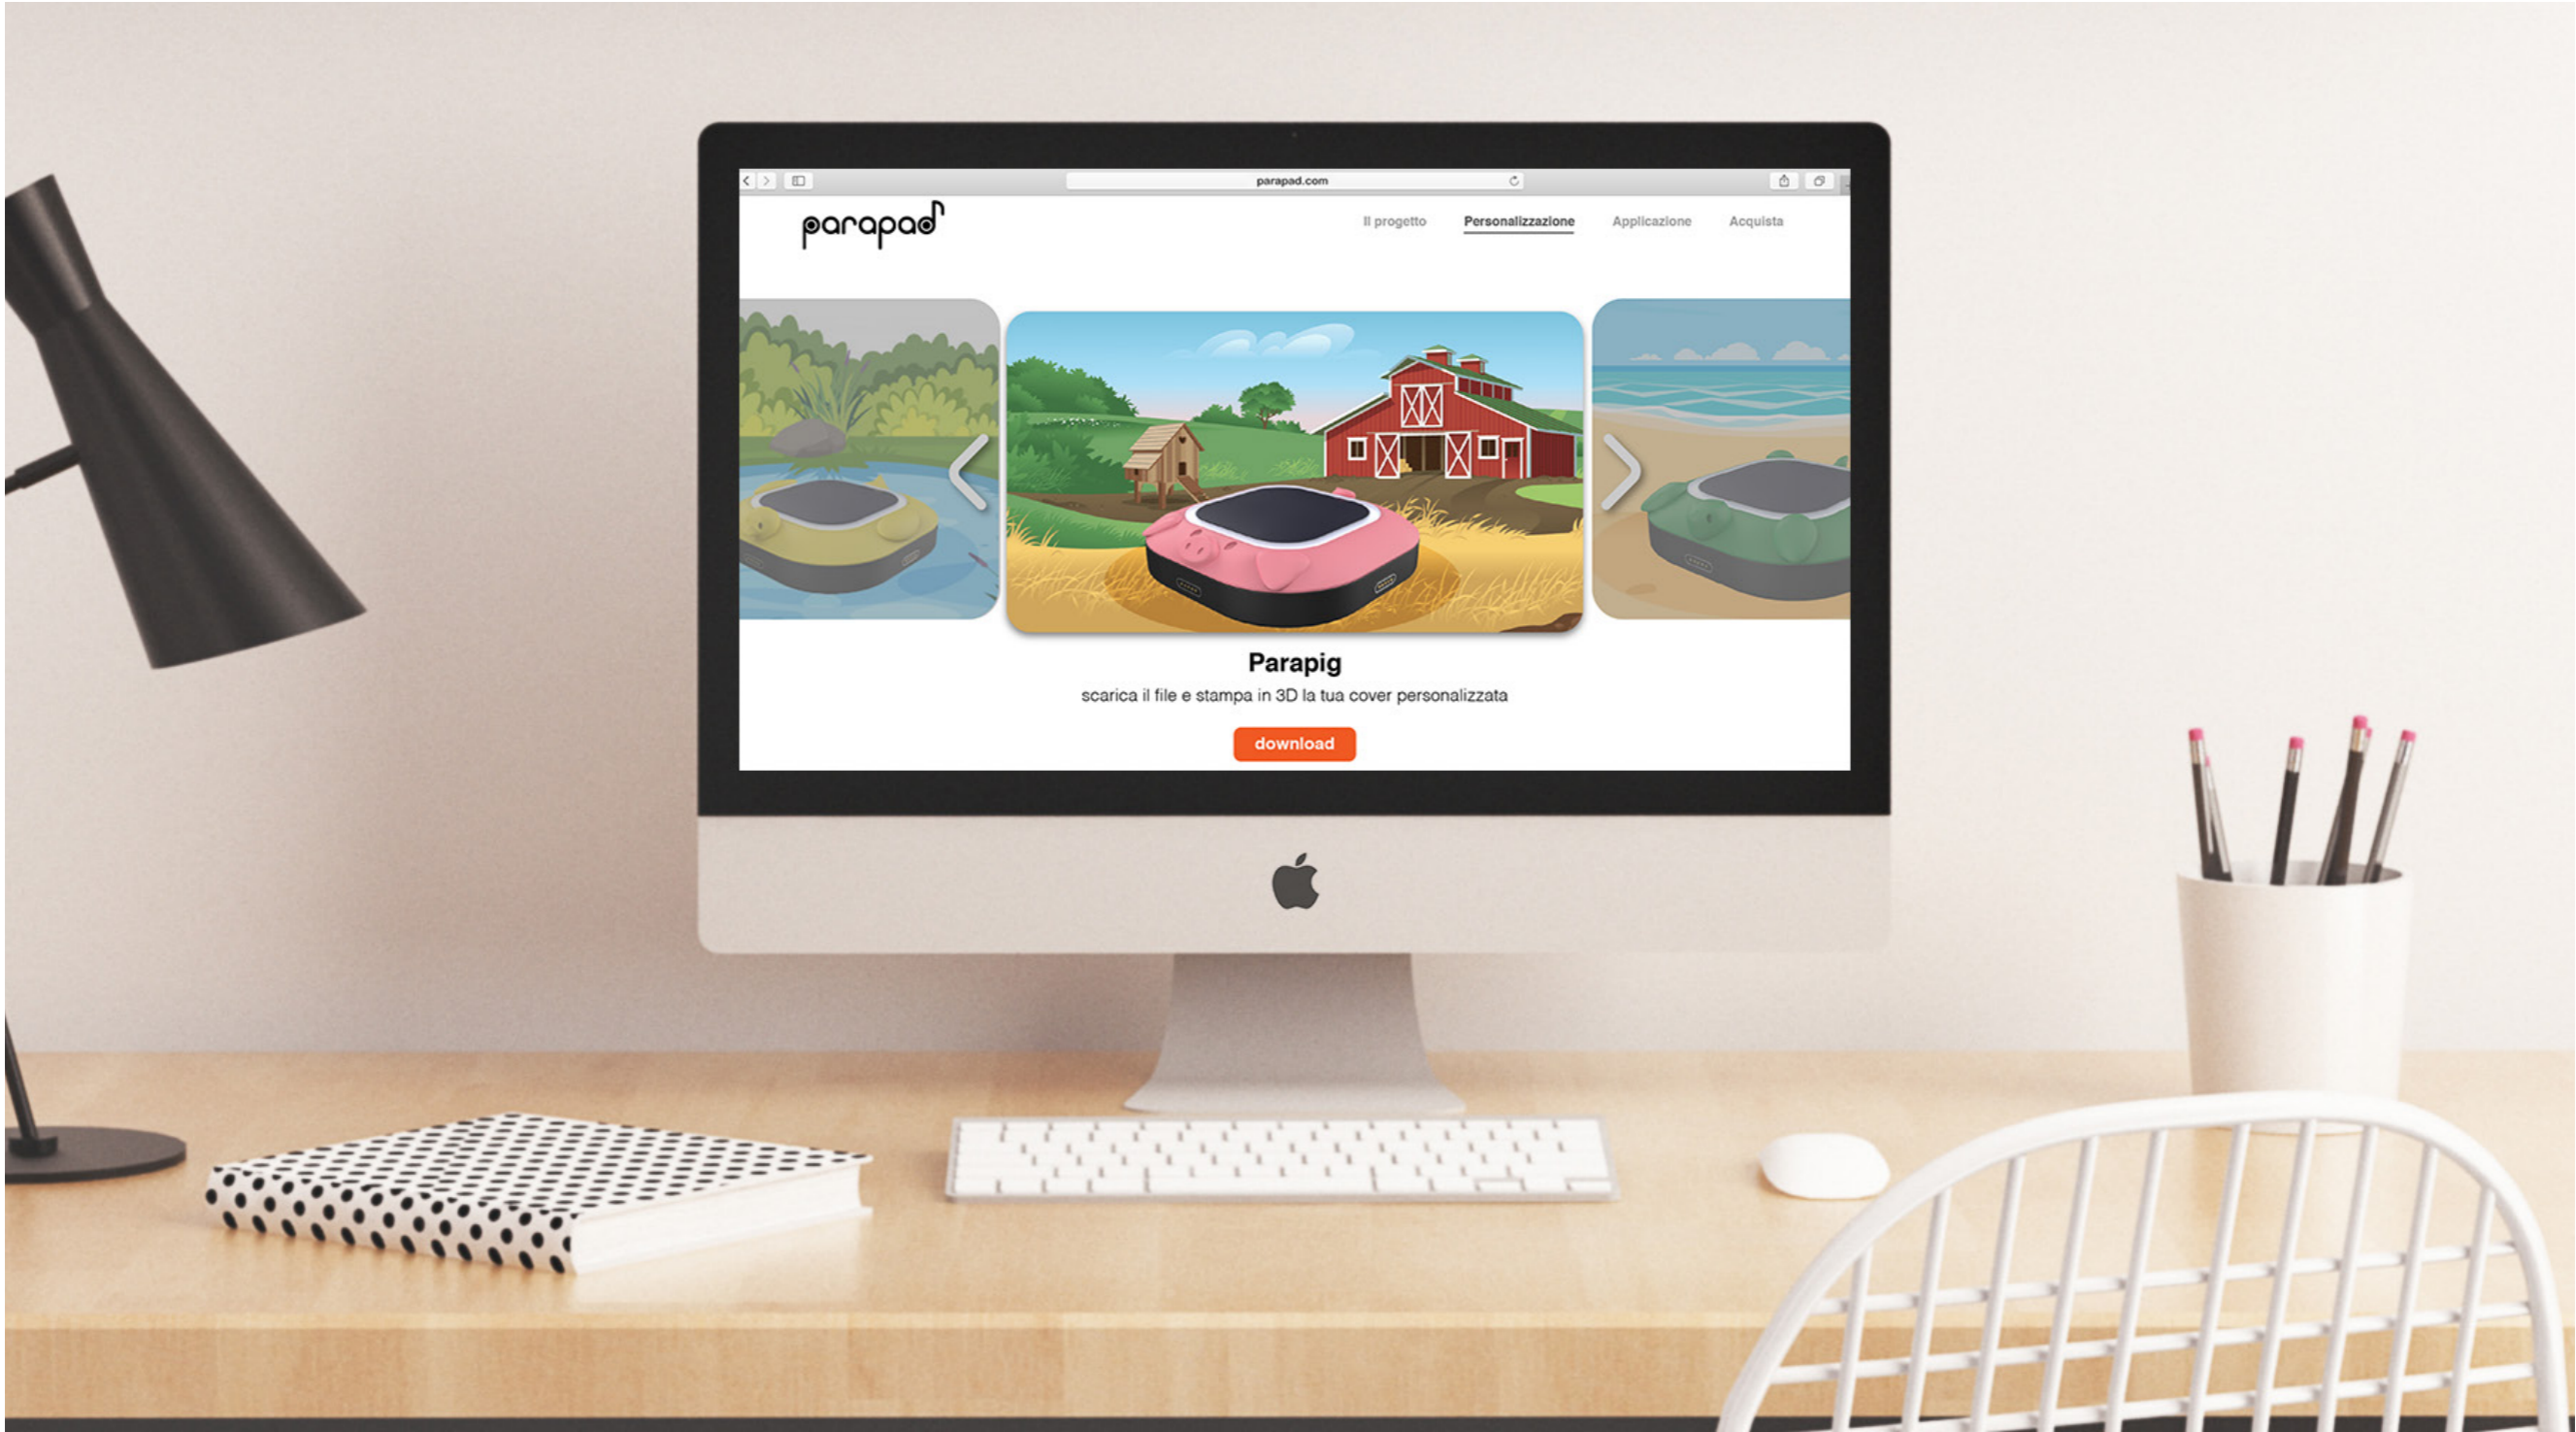 parapad.com
parapad
Il progetto Personalizzazione Applicazione Acquista
Parapig
scarica il file e stampa in 3D la tua cover personalizzata
download